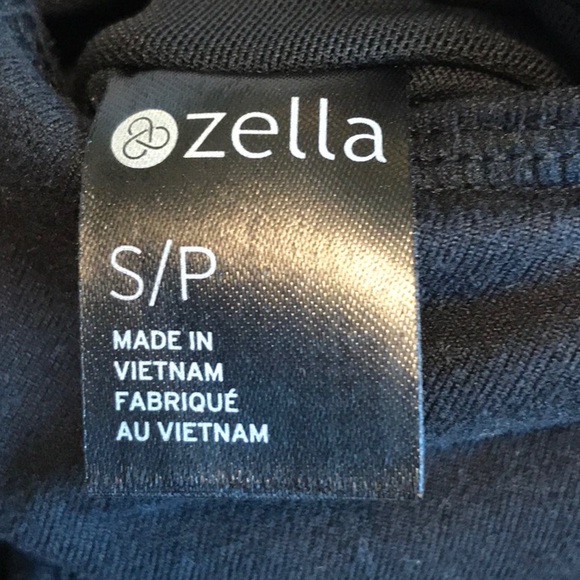 zella
S/P
MADE IN
VIETNAM
FABRIQUÉ
AU VIETNAM